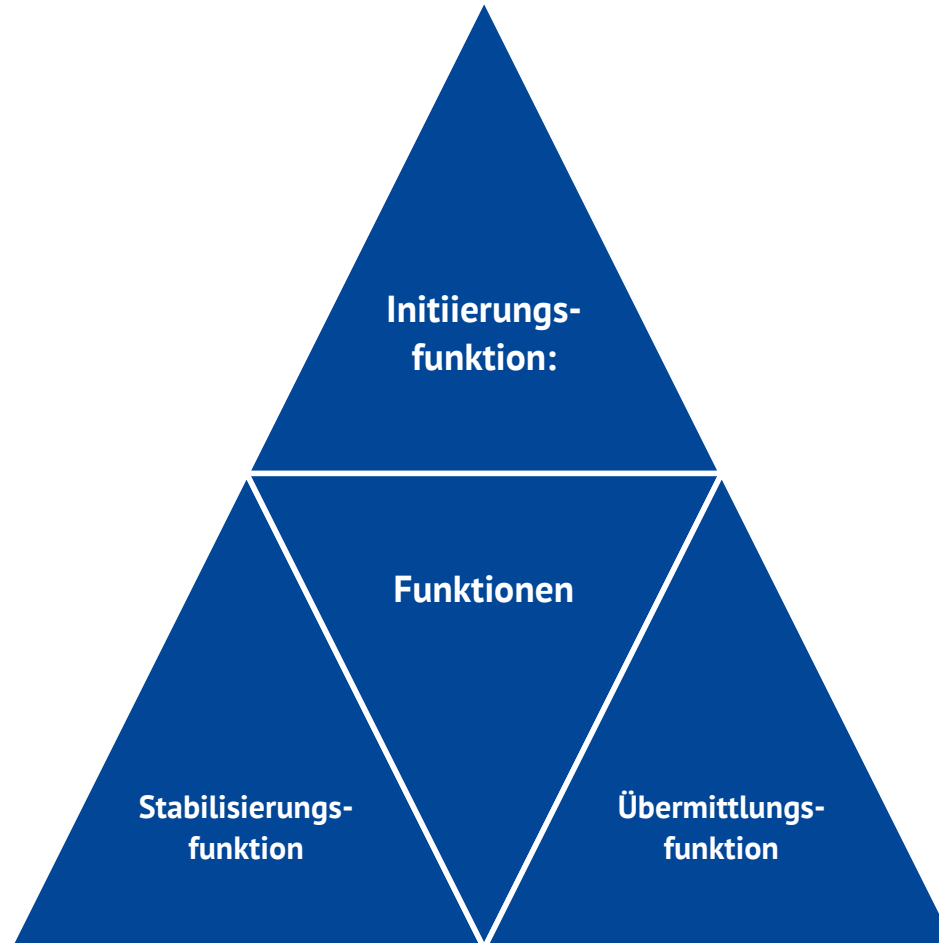 Initiierungs-
funktion:
Funktionen
Stabilisierungs-
funktion
Übermittlungs-
funktion